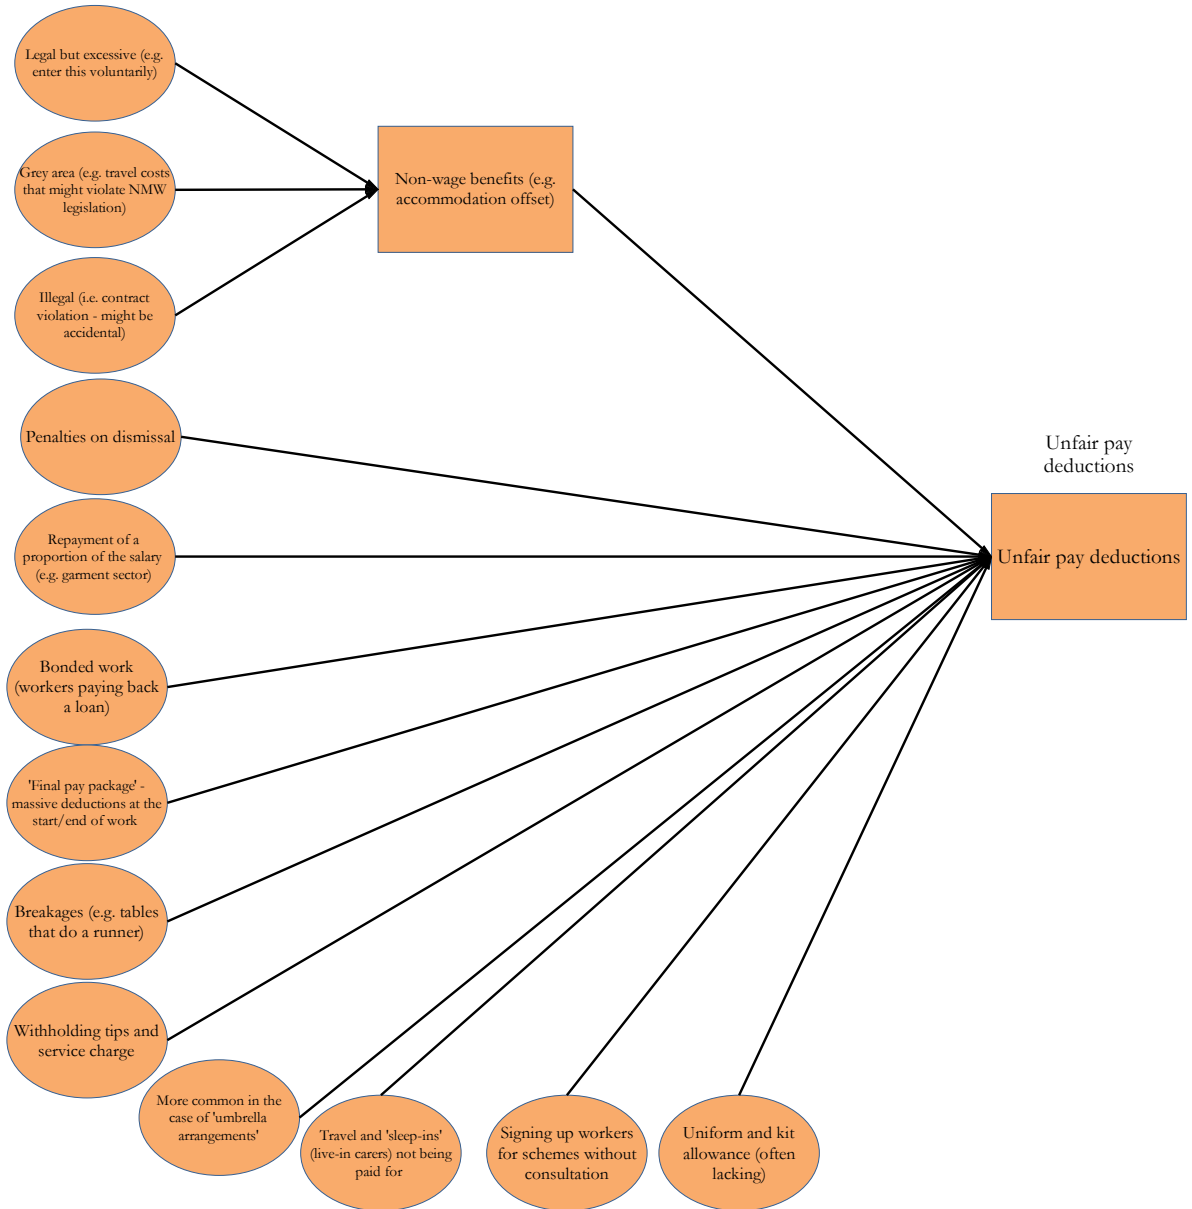 Legal but excessive (e.g.
enter this voluntarily)
Grey area (e.g. travel costs
that might violate NMW
legislation)
Non-wage benefits (e.g.
accommodation offset)
Illegal (i.e. contract
violation - might be
accidental)
Penalties on dismissal
Unfair pay
deductions
Repayment of a
proportion of the salary
(e.g. garment sector)
Unfair pay deductions
Bonded work
(workers paying back
a loan)
'Final pay package' -
massive deductions at the
start/end of work
Breakages (e.g. tables
that do a runner)
Withholding tips and
service charge
More common in the
case of 'umbrella
arrangements'
Travel and 'sleep-ins'
(live-in carers) not being
paid for
Signing up workers
for schemes without
consultation
Uniform and kit
allowance (often
lacking)